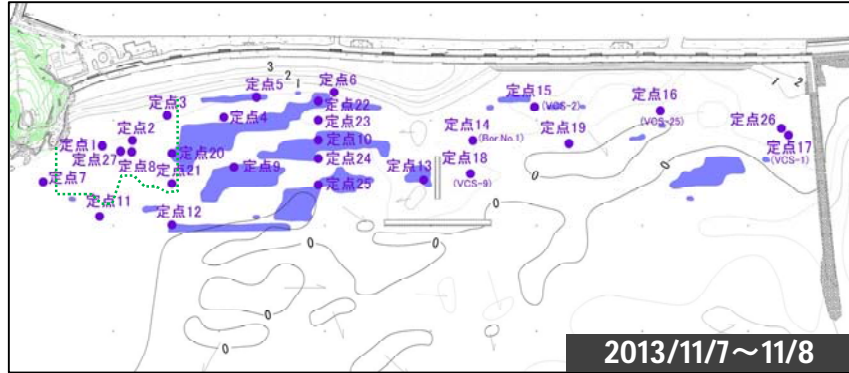 3
2
1
定点5
定点6
定点22
定点3
定点4
定点23
定点15
(VCS-2)
定点16
(VCS-25)
1
2
定点26
定点17
(VCS-1)
定点14
(Bor.No.1)
定点19
定点2
定点1
定点27
定点8
定点20
定点10
定点24
定点9
定点21
定点7
定点25
定点13
定点18
(VCS-9)
定点11
定点12
0
0
0
0
0
0
0
0
2013/11/7～11/8